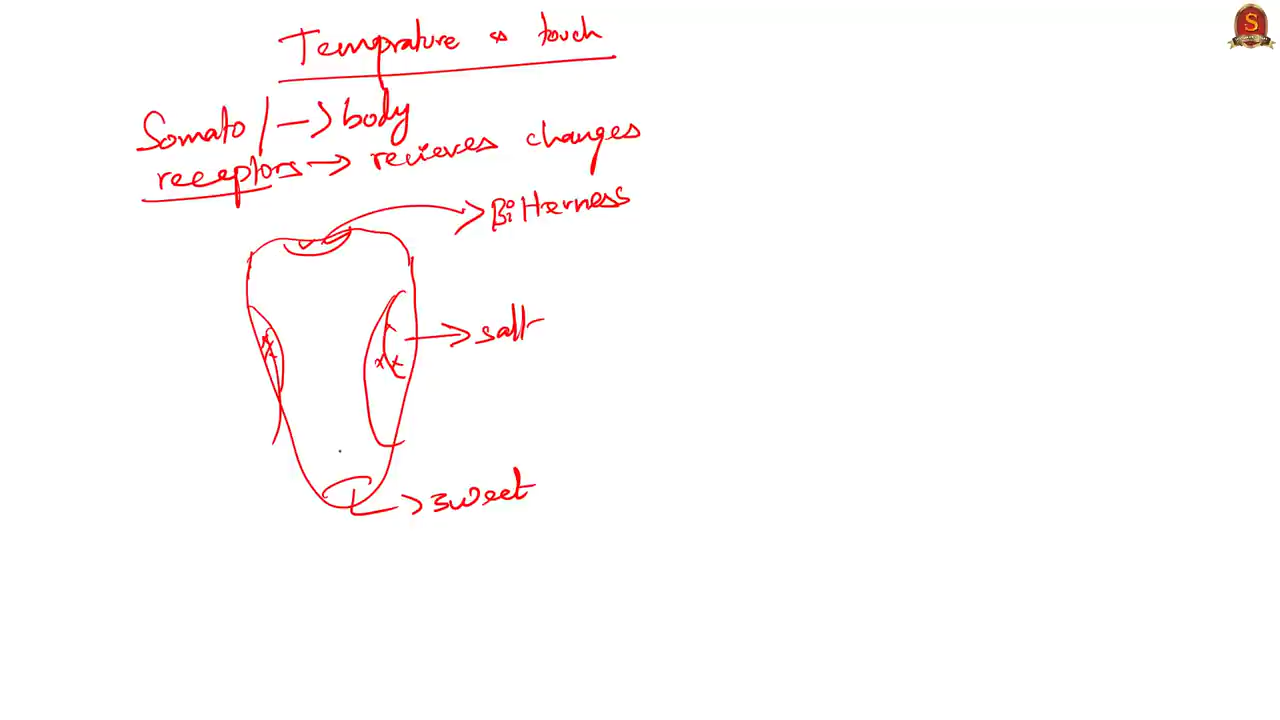 Temprature & touch
Somato / → body
receptors → recieves changes
→ Bitterness
→ salt
→ sweet
S